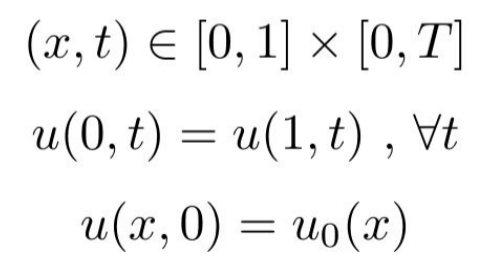 (x, t) ∈ [0, 1] × [0, T]
u(0, t) = u(1, t) , ∀t
u(x, 0) = u₀(x)